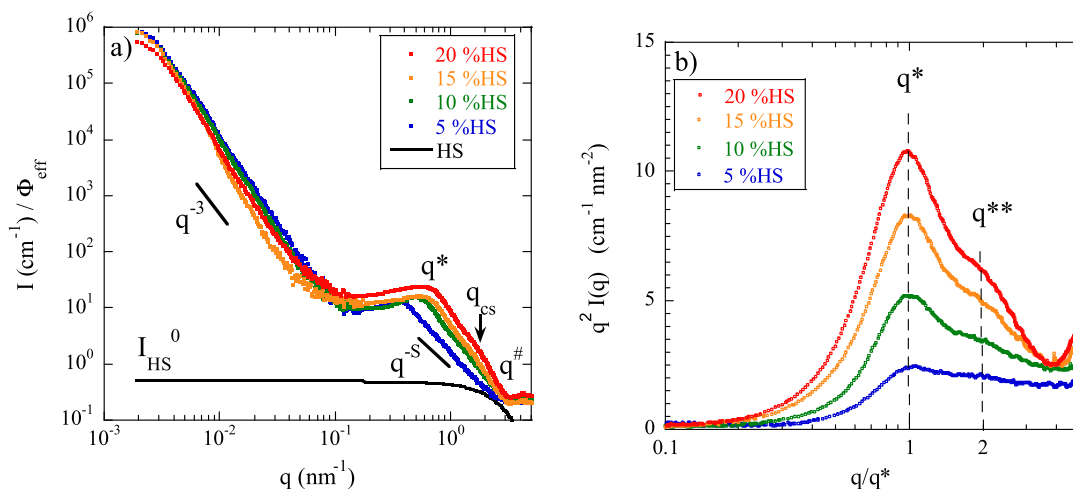 a)
20 %HS
15 %HS
10 %HS
5 %HS
HS
I (cm⁻¹) / Φeff
10⁶
10⁵
10⁴
10³
10²
10¹
10⁰
10⁻¹
q⁻³
q*
q_cs
q⁻ˢ
q^#
I_HS⁰
10⁻³
10⁻²
10⁻¹
10⁰
q (nm⁻¹)
b)
20 %HS
15 %HS
10 %HS
5 %HS
q*
q**
q² I(q) (cm⁻¹ nm⁻²)
15
10
5
0
0.1
1
2
q/q*